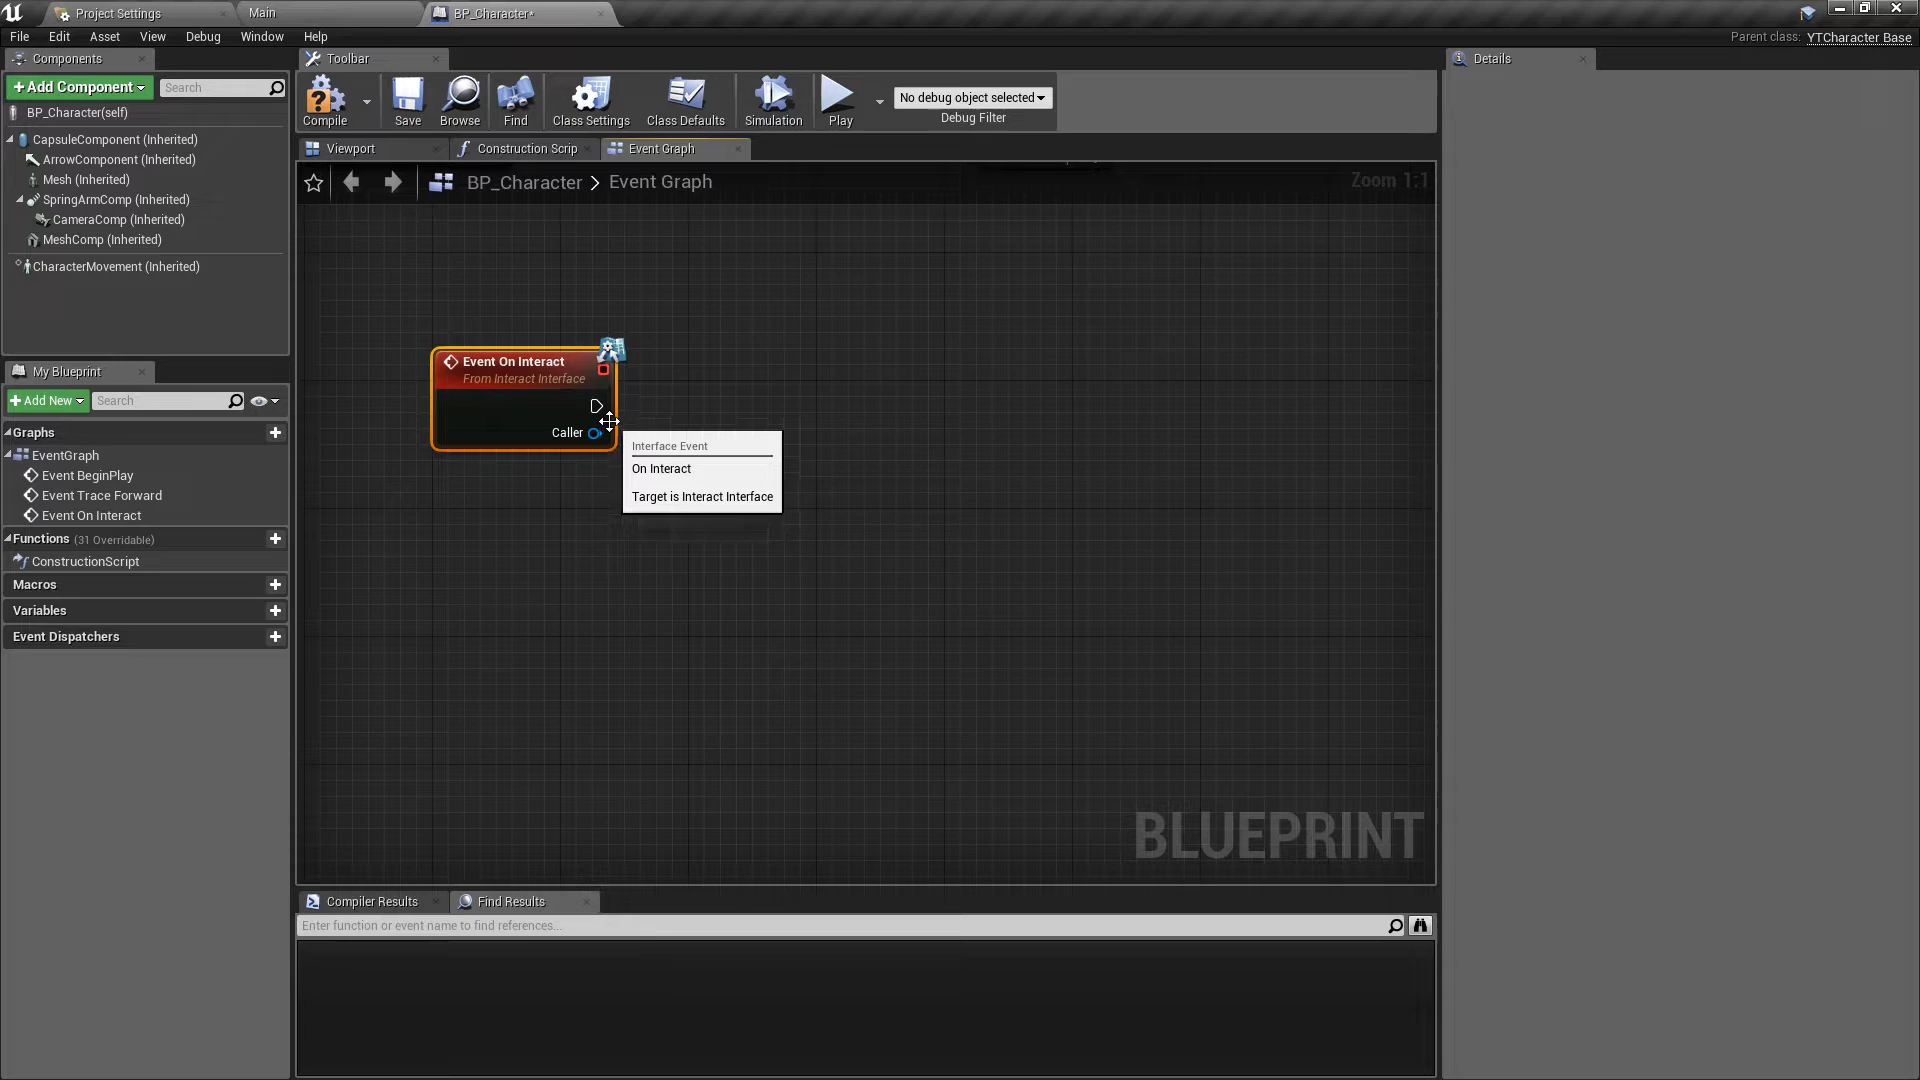 Project Settings
Main
BP_Character*
File Edit Asset View Debug Window Help
Parent class: YTCharacter Base
Components
Toolbar
Details
+Add Component
Search
BP_Character(self)
CapsuleComponent (Inherited)
ArrowComponent (Inherited)
Mesh (Inherited)
SpringArmComp (Inherited)
CameraComp (Inherited)
MeshComp (Inherited)
CharacterMovement (Inherited)
Compile
Save
Browse
Find
Class Settings
Class Defaults
Simulation
Play
No debug object selected
Debug Filter
Viewport
Construction Scrip
Event Graph
BP_Character > Event Graph
Zoom 1:1
Event On Interact
From Interact Interface
Caller
Interface Event
On Interact
Target is Interact Interface
BLUEPRINT
My Blueprint
+Add New
Search
Graphs
EventGraph
Event BeginPlay
Event Trace Forward
Event On Interact
Functions (31 Overridable)
ConstructionScript
Macros
Variables
Event Dispatchers
Compiler Results
Find Results
Enter function or event name to find references...